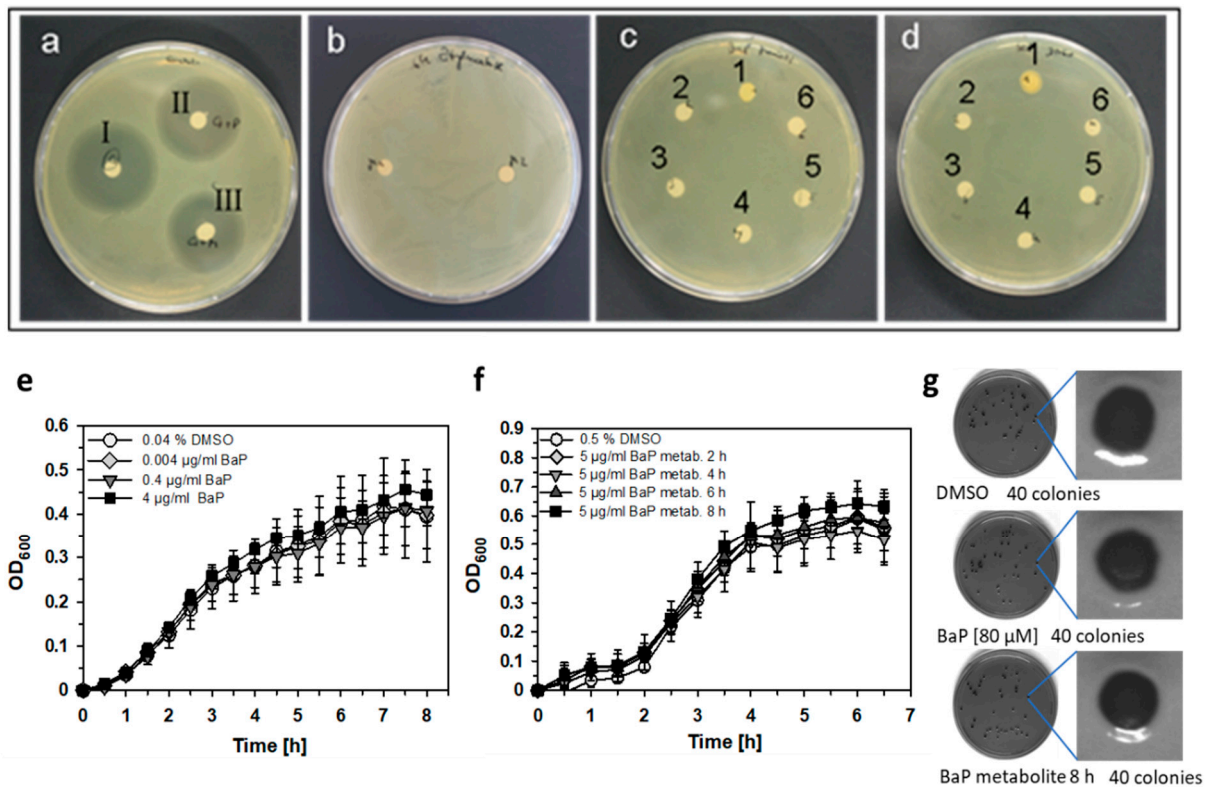 a
I
II
III
G+P
b
c
1
2
3
4
5
6
d
1
2
3
4
5
6
e
0.6
0.5
0.4
0.3
0.2
0.1
0
OD600
0.04 % DMSO
0.004 µg/ml BaP
0.4 µg/ml BaP
4 µg/ml BaP
0 1 2 3 4 5 6 7 8
Time [h]
f
0.9
0.8
0.7
0.6
0.5
0.4
0.3
0.2
0.1
0
OD600
0.5 % DMSO
5 µg/ml BaP metab. 2 h
5 µg/ml BaP metab. 4 h
5 µg/ml BaP metab. 6 h
5 µg/ml BaP metab. 8 h
0 1 2 3 4 5 6 7
Time [h]
g
DMSO 40 colonies
BaP [80 µM] 40 colonies
BaP metabolite 8 h 40 colonies